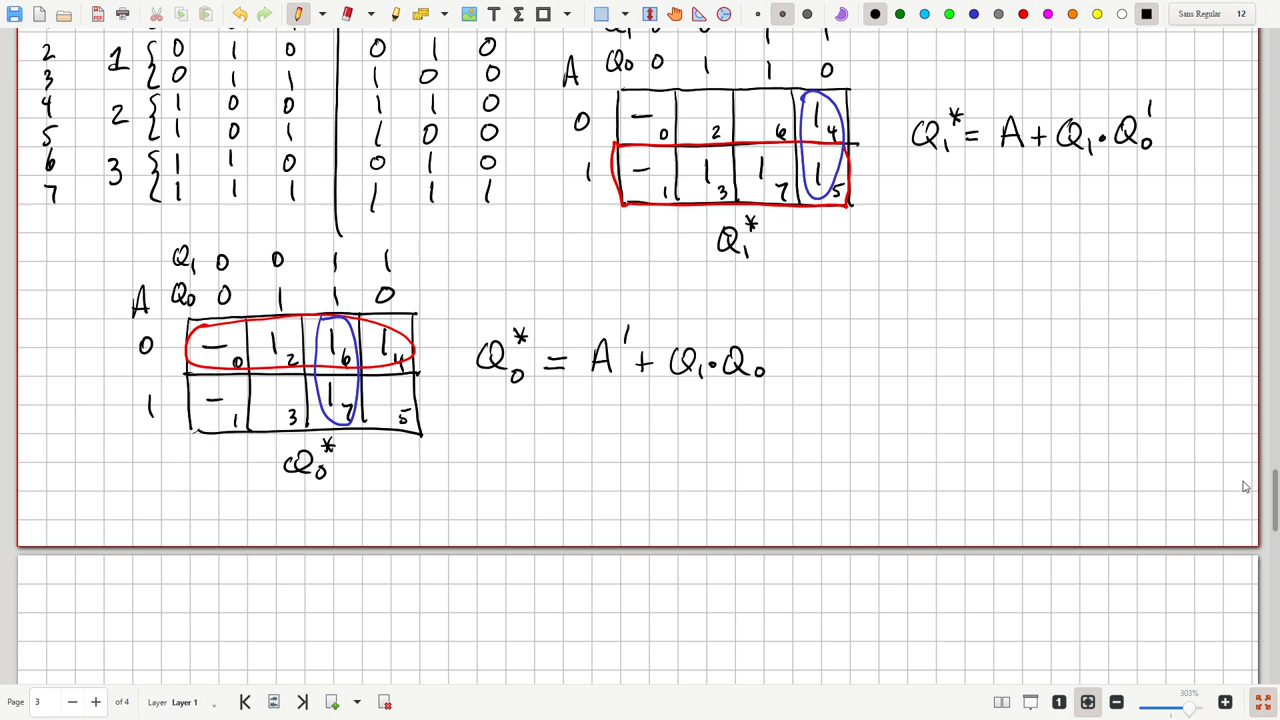 Sans Regular 12
2 0 1 0 0 1 0
1
3 0 1 1 1 0 0
4 1 0 0 1 1 0
2
5 1 0 1 1 0 0
6 1 1 0 0 1 0
3
7 1 1 1 1 1 1
A Q0 0 1 1 0
0 - 0 2 6 1 4
1 - 1 1 3 1 7 1 5
Q1*
Q1* = A + Q1·Q0'
Q1 0 0 1 1
A Q0 0 1 1 0
0 - 0 1 2 1 6 1 4
1 - 1 3 1 7 5
Q0*
Q0* = A' + Q1·Q0
Page 3 of 4 Layer Layer 1
303%